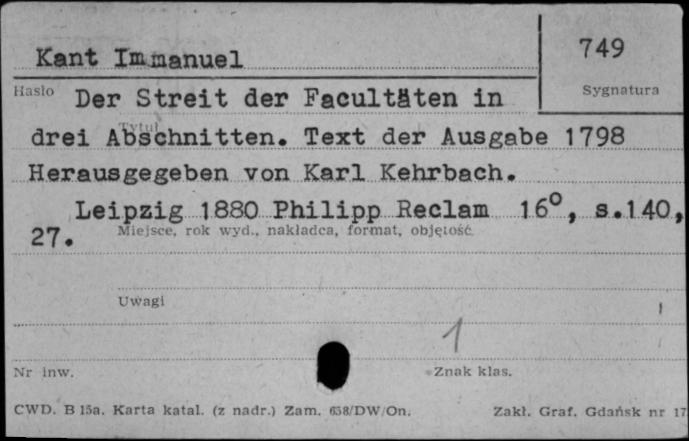 Kant Immanuel
749
Hasło
Sygnatura
Der Streit der Facultäten in
Tytuł
drei Abschnitten. Text der Ausgabe 1798
Herausgegeben von Karl Kehrbach.
Leipzig 1880 Philipp Reclam 16°, s.140,
27.
Miejsce, rok wyd., nakładca, format, objętość
Uwagi
1
Nr inw.
Znak klas.
CWD. B 15a. Karta katal. (z nadr.) Zam. 638/DW/On.
Zakł. Graf. Gdańsk nr 17